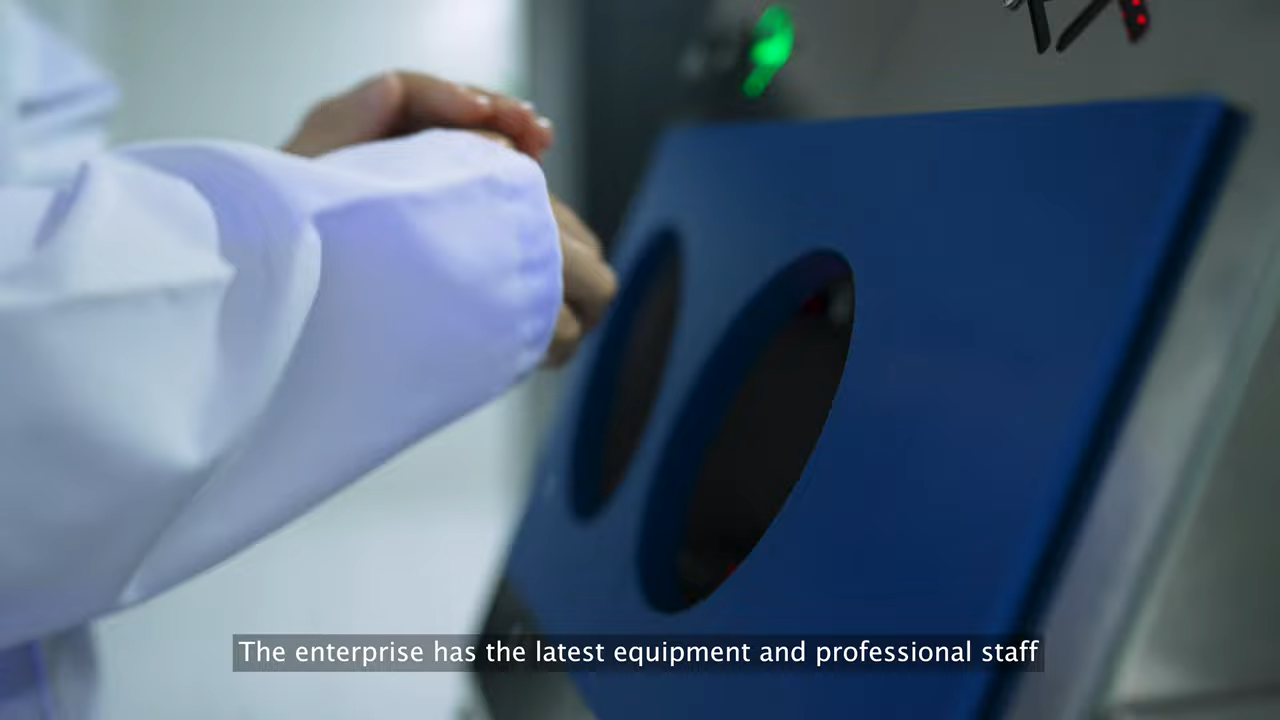 The enterprise has the latest equipment and professional staff